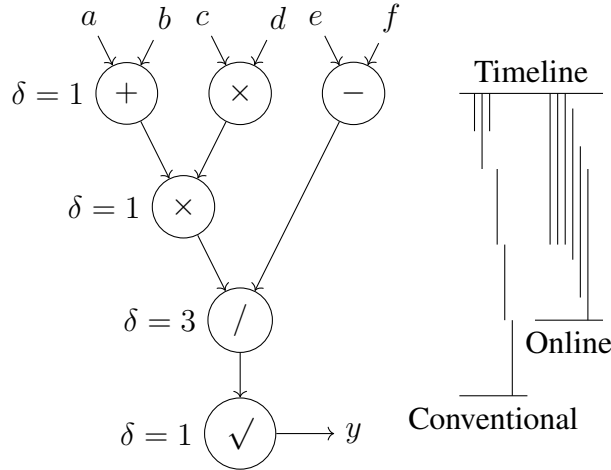 a b c d e f
Timeline
δ = 1 + × −
δ = 1 ×
δ = 3 /
Online
Conventional
δ = 1 √ y